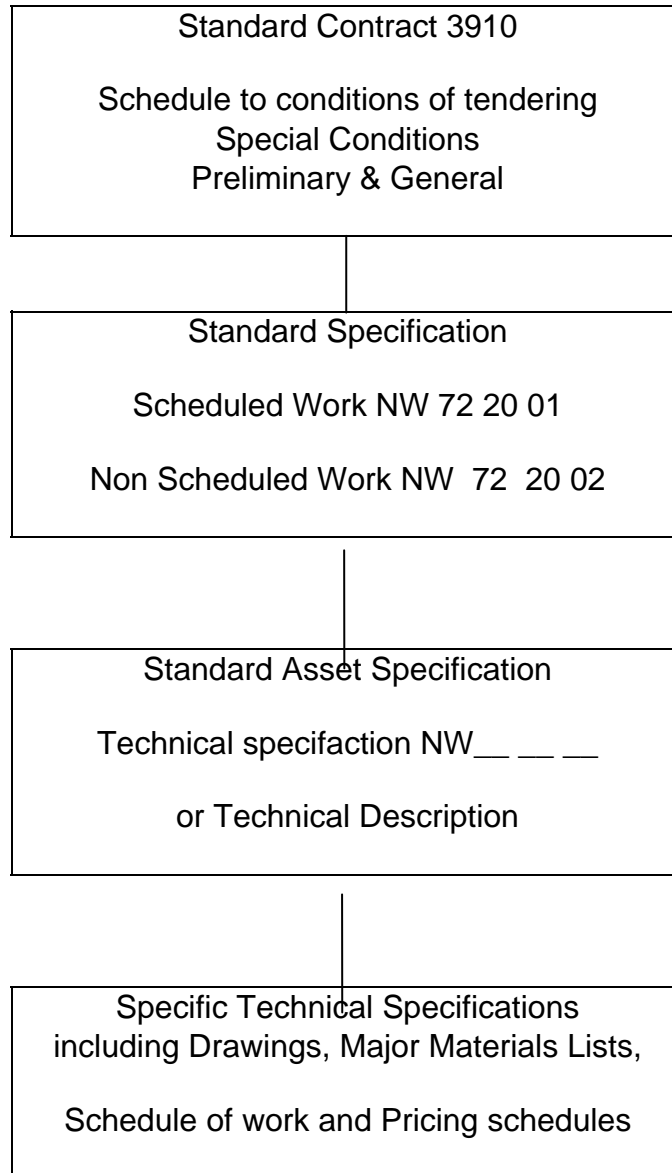 Standard Contract 3910
Schedule to conditions of tendering
Special Conditions
Preliminary & General
Standard Specification
Scheduled Work NW 72 20 01
Non Scheduled Work NW  72  20 02
Standard Asset Specification
Technical specifaction NW__ __ __
or Technical Description
Specific Technical Specifications
including Drawings, Major Materials Lists,
Schedule of work and Pricing schedules